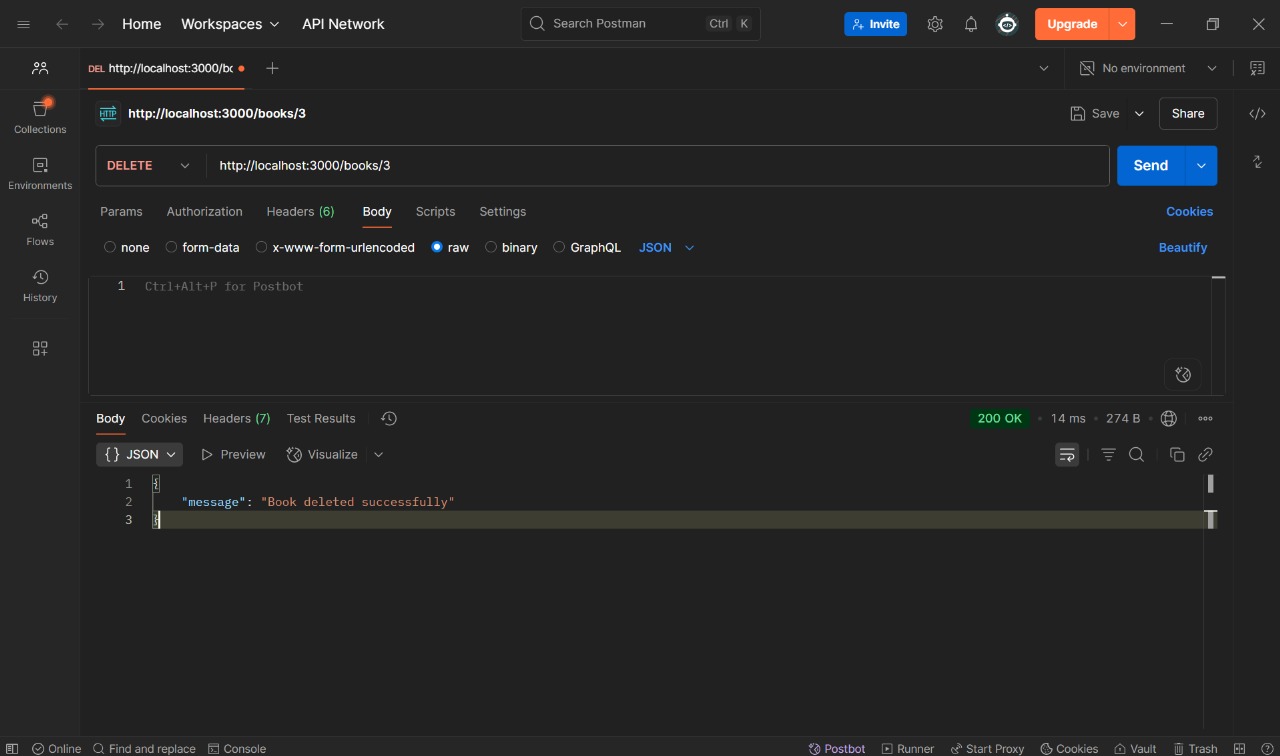 Home Workspaces API Network Search Postman Ctrl K Invite Upgrade
DEL http://localhost:3000/bc No environment
HTTP http://localhost:3000/books/3 Save Share
Collections
DELETE http://localhost:3000/books/3 Send
Environments
Params Authorization Headers (6) Body Scripts Settings Cookies
Flows
none form-data x-www-form-urlencoded raw binary GraphQL JSON Beautify
History
1 Ctrl+Alt+P for Postbot
Body Cookies Headers (7) Test Results 200 OK 14 ms 274 B
{} JSON Preview Visualize
1 {
2 "message": "Book deleted successfully"
3 }
Online Find and replace Console Postbot Runner Start Proxy Cookies Vault Trash